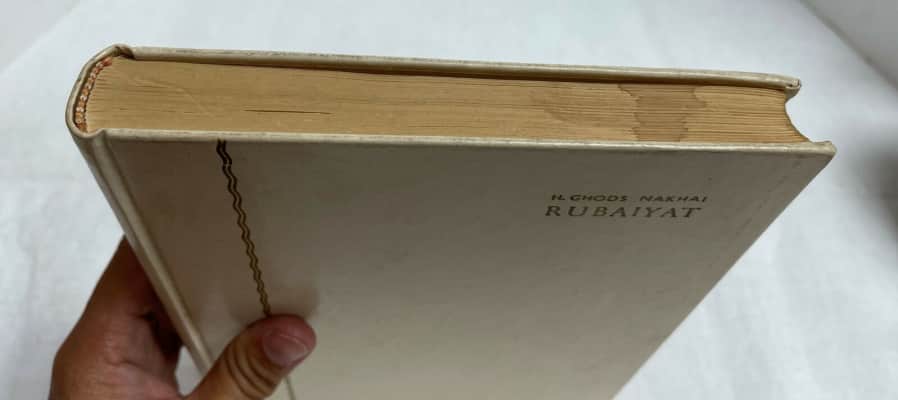 H. GHODS NAKHAI
RUBAIYAT